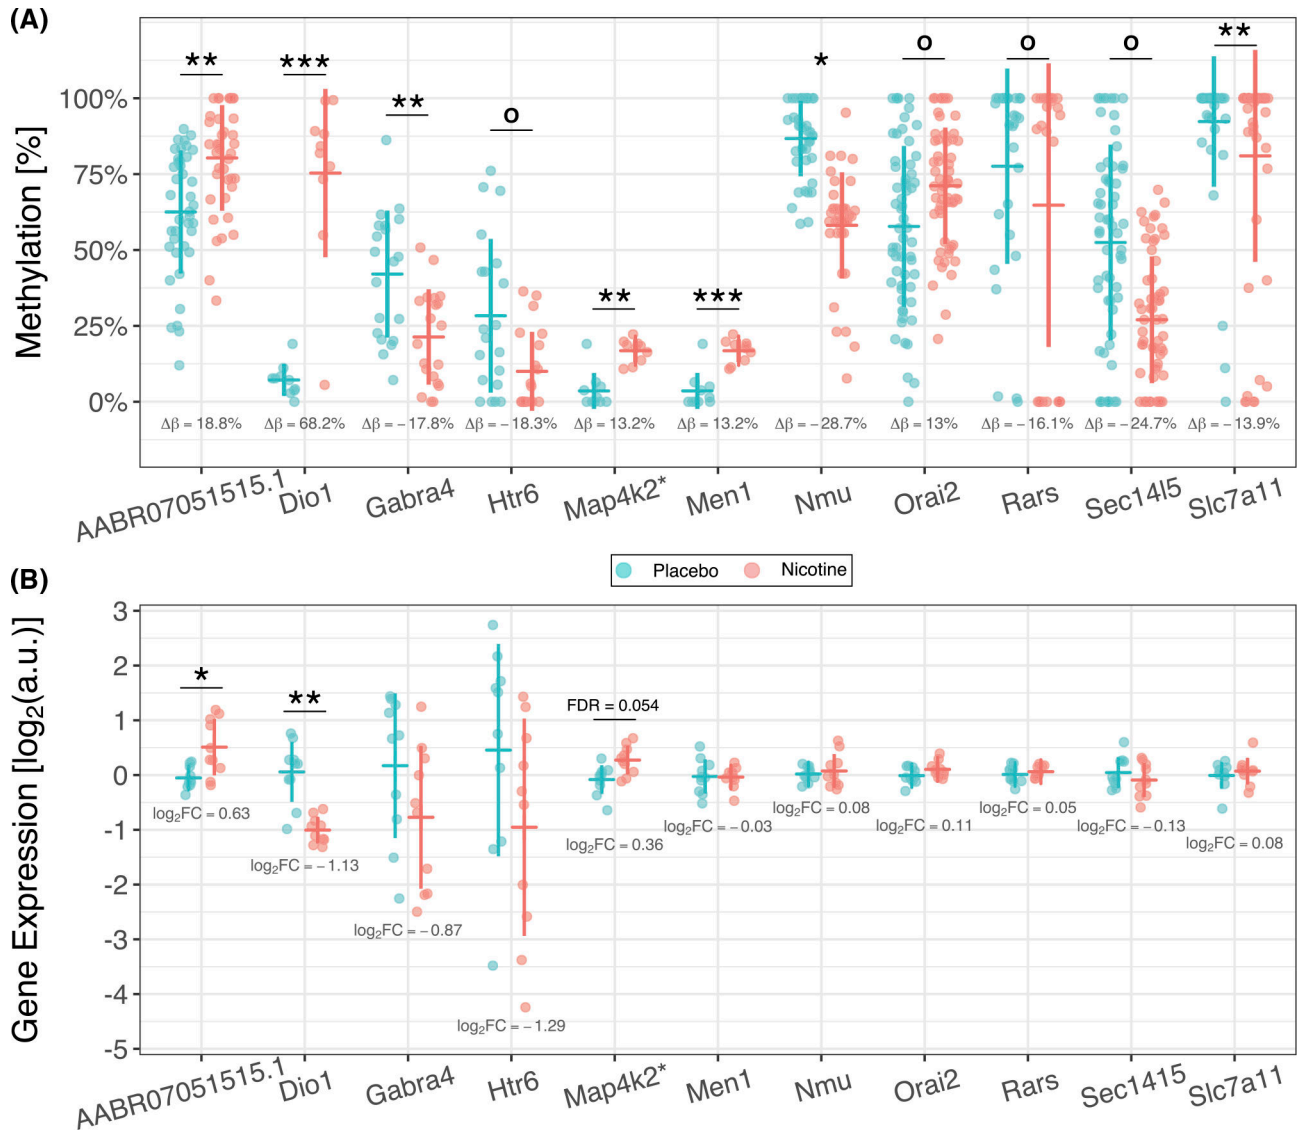 (A)
Methylation [%]
100%
75%
50%
25%
0%
** *** ** o ** *** * o o o **
Δβ = 18.8% Δβ = 68.2% Δβ = −17.8% Δβ = −18.3% Δβ = 13.2% Δβ = 13.2% Δβ = −28.7% Δβ = 13% Δβ = −16.1% Δβ = −24.7% Δβ = −13.9%
AABR07051515.1 Dio1 Gabra4 Htr6 Map4k2* Men1 Nmu Orai2 Rars Sec14l5 Slc7a11
Placebo Nicotine
(B)
Gene Expression [log₂(a.u.)]
3
2
1
0
-1
-2
-3
-4
-5
* ** FDR = 0.054
log₂FC = 0.63 log₂FC = −1.13 log₂FC = −0.87 log₂FC = −1.29 log₂FC = 0.36 log₂FC = −0.03 log₂FC = 0.08 log₂FC = 0.11 log₂FC = 0.05 log₂FC = −0.13 log₂FC = 0.08
AABR07051515.1 Dio1 Gabra4 Htr6 Map4k2* Men1 Nmu Orai2 Rars Sec1415 Slc7a11